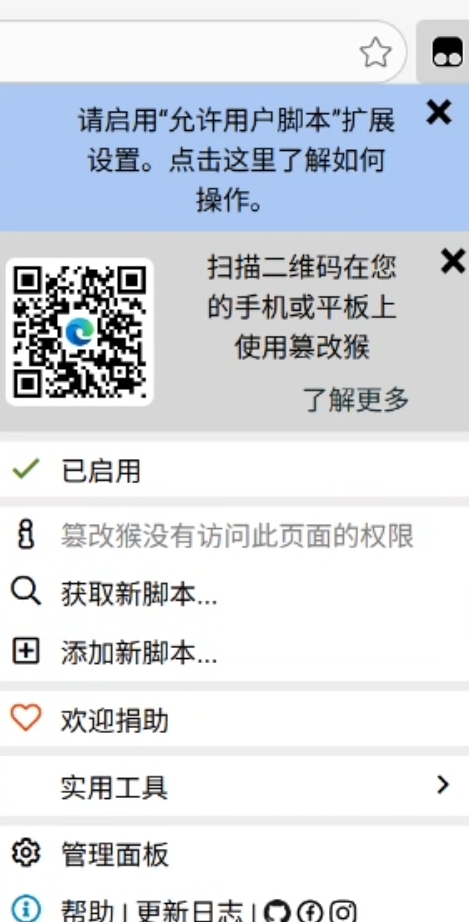 请启用“允许用户脚本”扩展
设置。点击这里了解如何
操作。
扫描二维码在您
的手机或平板上
使用篡改猴
了解更多
已启用
篡改猴没有访问此页面的权限
获取新脚本...
添加新脚本...
欢迎捐助
实用工具
管理面板
帮助 | 更新日志 |